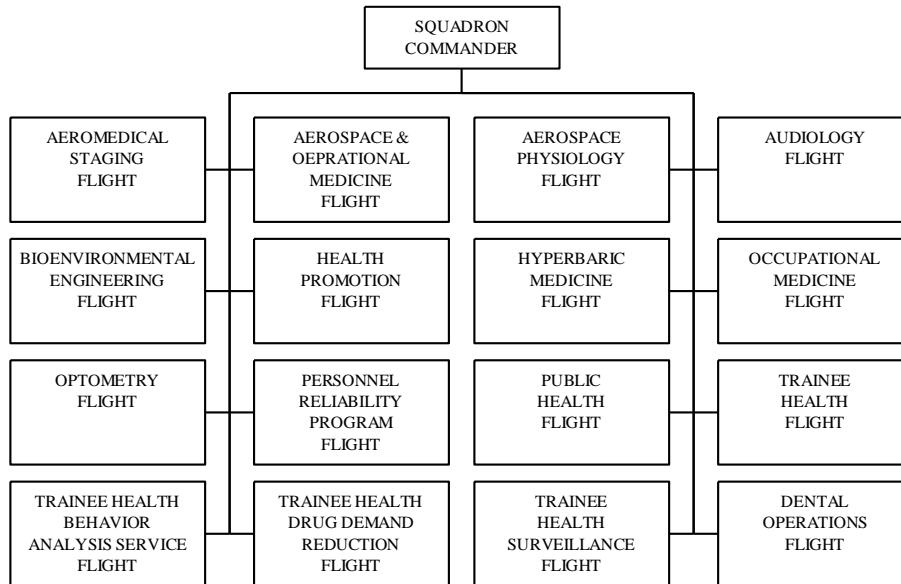 SQUADRON
COMMANDER
AEROMEDICAL
STAGING
FLIGHT
AEROSPACE &
OEPRATIONAL
MEDICINE
FLIGHT
AEROSPACE
PHYSIOLOGY
FLIGHT
AUDIOLOGY
FLIGHT
BIOENVIRONMENTAL
ENGINEERING
FLIGHT
HEALTH
PROMOTION
FLIGHT
HYPERBARIC
MEDICINE
FLIGHT
OCCUPATIONAL
MEDICINE
FLIGHT
OPTOMETRY
FLIGHT
PERSONNEL
RELIABILITY
PROGRAM
FLIGHT
PUBLIC
HEALTH
FLIGHT
TRAINEE
HEALTH
FLIGHT
TRAINEE HEALTH
BEHAVIOR
ANALYSIS SERVICE
FLIGHT
TRAINEE HEALTH
DRUG DEMAND
REDUCTION
FLIGHT
TRAINEE
HEALTH
SURVEILLANCE
FLIGHT
DENTAL
OPERATIONS
FLIGHT